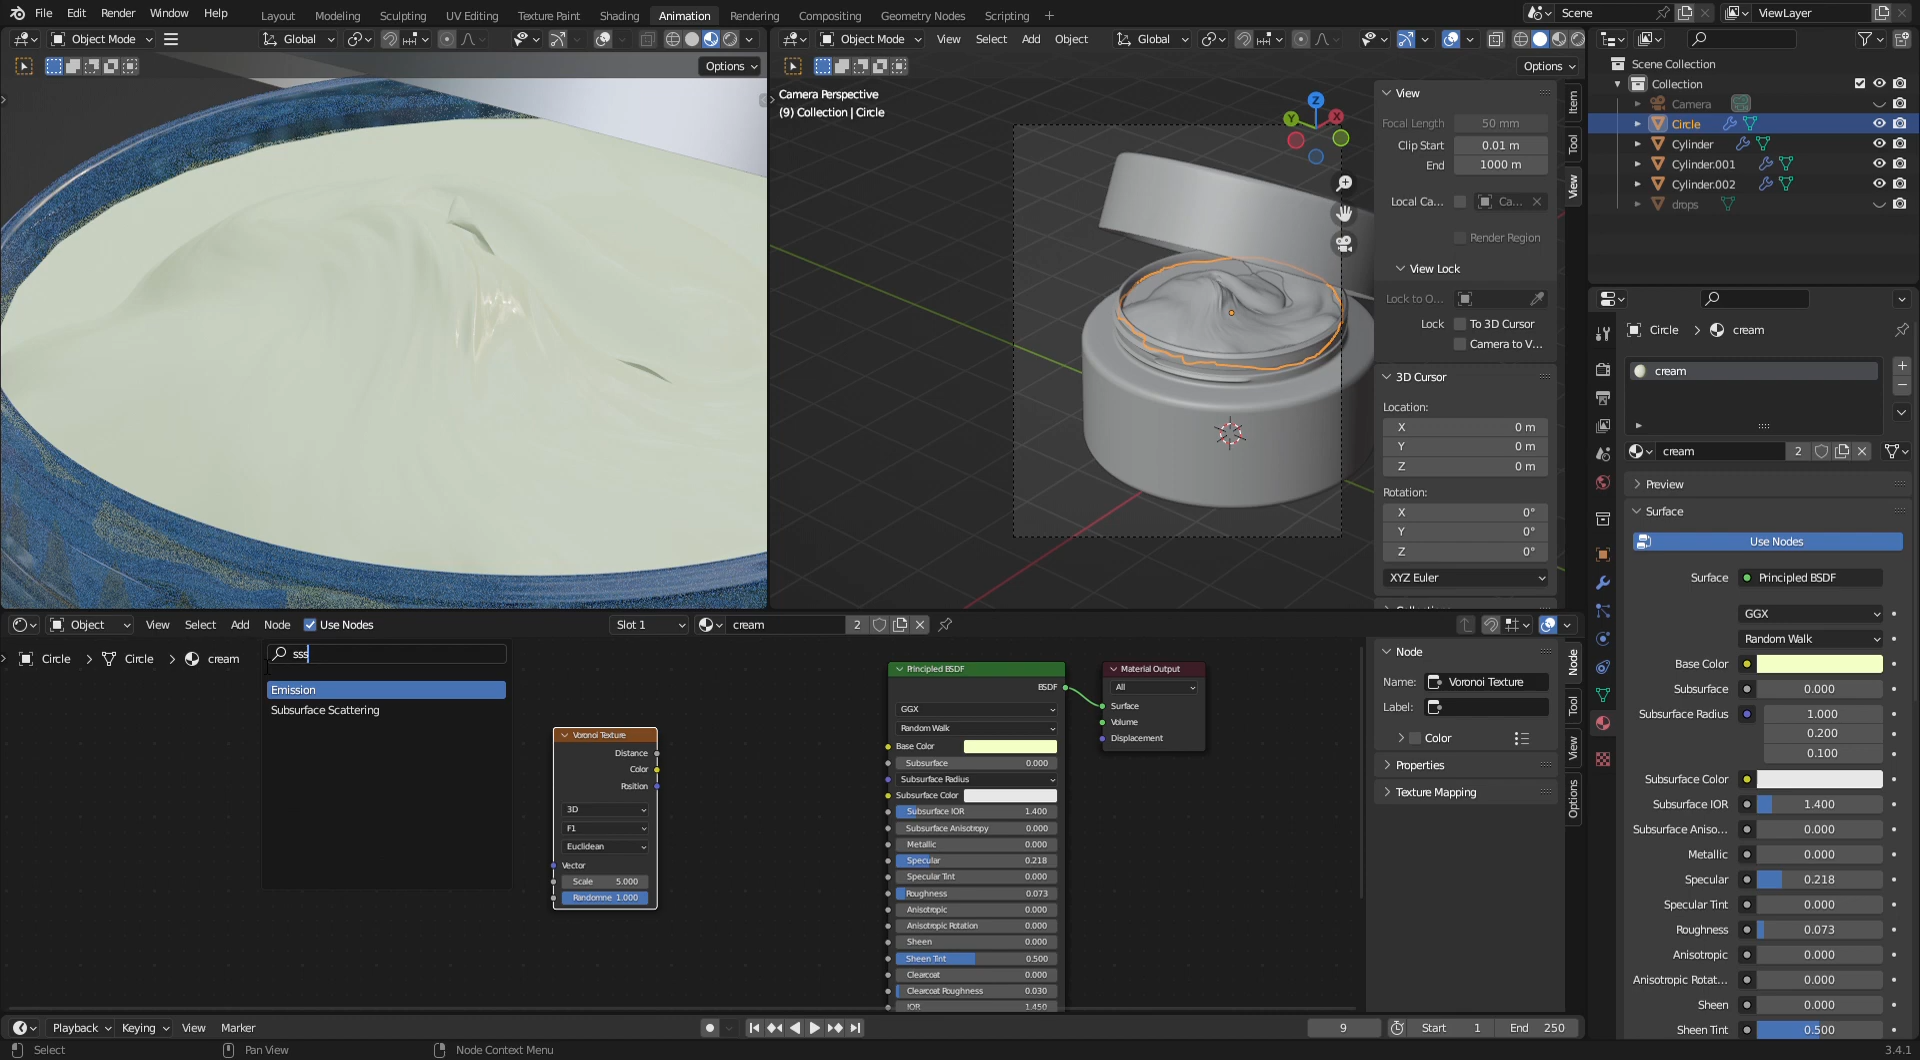 File Edit Render Window Help
Layout Modeling Sculpting UV Editing Texture Paint Shading Animation Rendering Compositing Geometry Nodes Scripting +
Scene
ViewLayer
Object Mode
Global
Options
Object Mode View Select Add Object
Global
Options
Camera Perspective
(9) Collection | Circle
Z
Y
X
View
Focal Length 50 mm
Clip Start 0.01 m
End 1000 m
Local Ca... Ca...
Render Region
View Lock
Lock to O...
Lock To 3D Cursor
Camera to V...
3D Cursor
Location:
X 0 m
Y 0 m
Z 0 m
Rotation:
X 0°
Y 0°
Z 0°
XYZ Euler
Item
Tool
View
Scene Collection
Collection
Camera
Circle
Cylinder
Cylinder.001
Cylinder.002
drops
Circle > cream
cream
cream 2
Preview
Surface
Use Nodes
Surface Principled BSDF
GGX
Random Walk
Base Color
Subsurface 0.000
Subsurface Radius 1.000
0.200
0.100
Subsurface Color
Subsurface IOR 1.400
Subsurface Aniso... 0.000
Metallic 0.000
Specular 0.218
Specular Tint 0.000
Roughness 0.073
Anisotropic 0.000
Anisotropic Rotat... 0.000
Sheen 0.000
Sheen Tint 0.500
Object View Select Add Node Use Nodes
Slot 1
cream 2
Circle > Circle > cream
sss
Emission
Subsurface Scattering
Voronoi Texture
Distance
Color
Position
3D
F1
Euclidean
Vector
Scale 5.000
Randomne 1.000
Principled BSDF
BSDF
GGX
Random Walk
Base Color
Subsurface 0.000
Subsurface Radius
Subsurface Color
Subsurface IOR 1.400
Subsurface Anisotropy 0.000
Metallic 0.000
Specular 0.218
Specular Tint 0.000
Roughness 0.073
Anisotropic 0.000
Anisotropic Rotation 0.000
Sheen 0.000
Sheen Tint 0.500
Clearcoat 0.000
Clearcoat Roughness 0.030
IOR 1.450
Material Output
All
Surface
Volume
Displacement
Node
Name: Voronoi Texture
Label:
Color
Properties
Texture Mapping
Node
Tool
View
Options
Playback Keying View Marker
9
Start 1
End 250
Select
Pan View
Node Context Menu
3.4.1